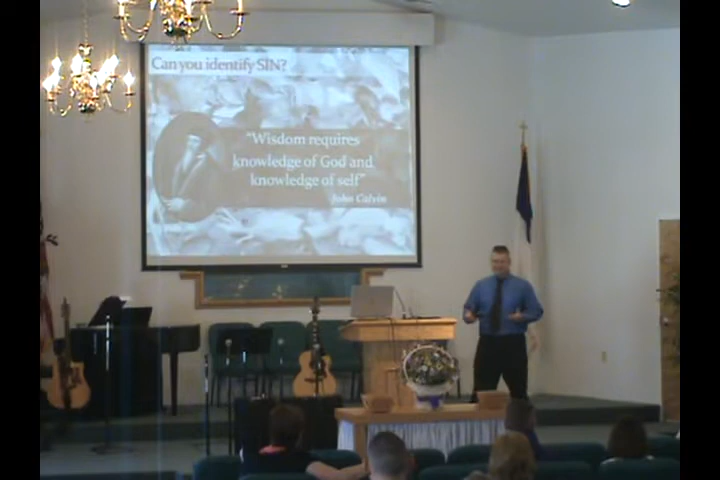 Can you identify SIN?
"Wisdom requires
knowledge of God and
knowledge of self"
-John Calvin